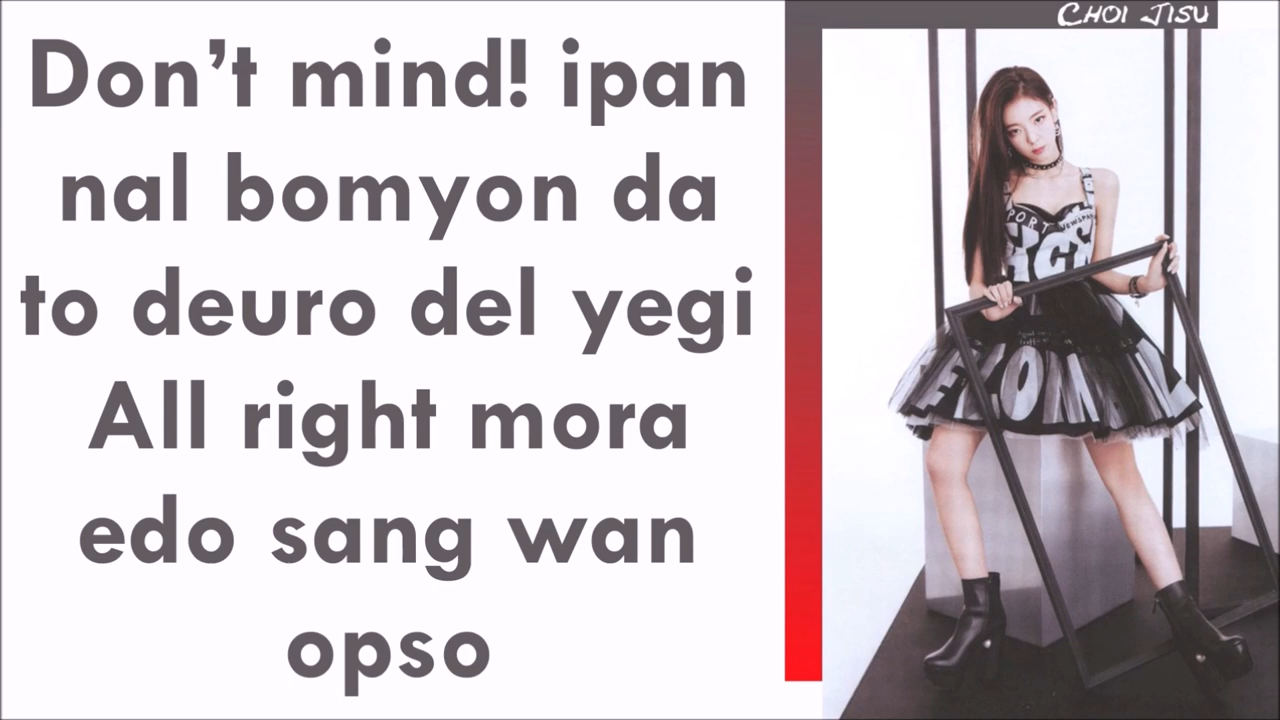 Don’t mind! ipan
nal bomyon da
to deuro del yegi
All right mora
edo sang wan
opso
CHOI JISU
PORT